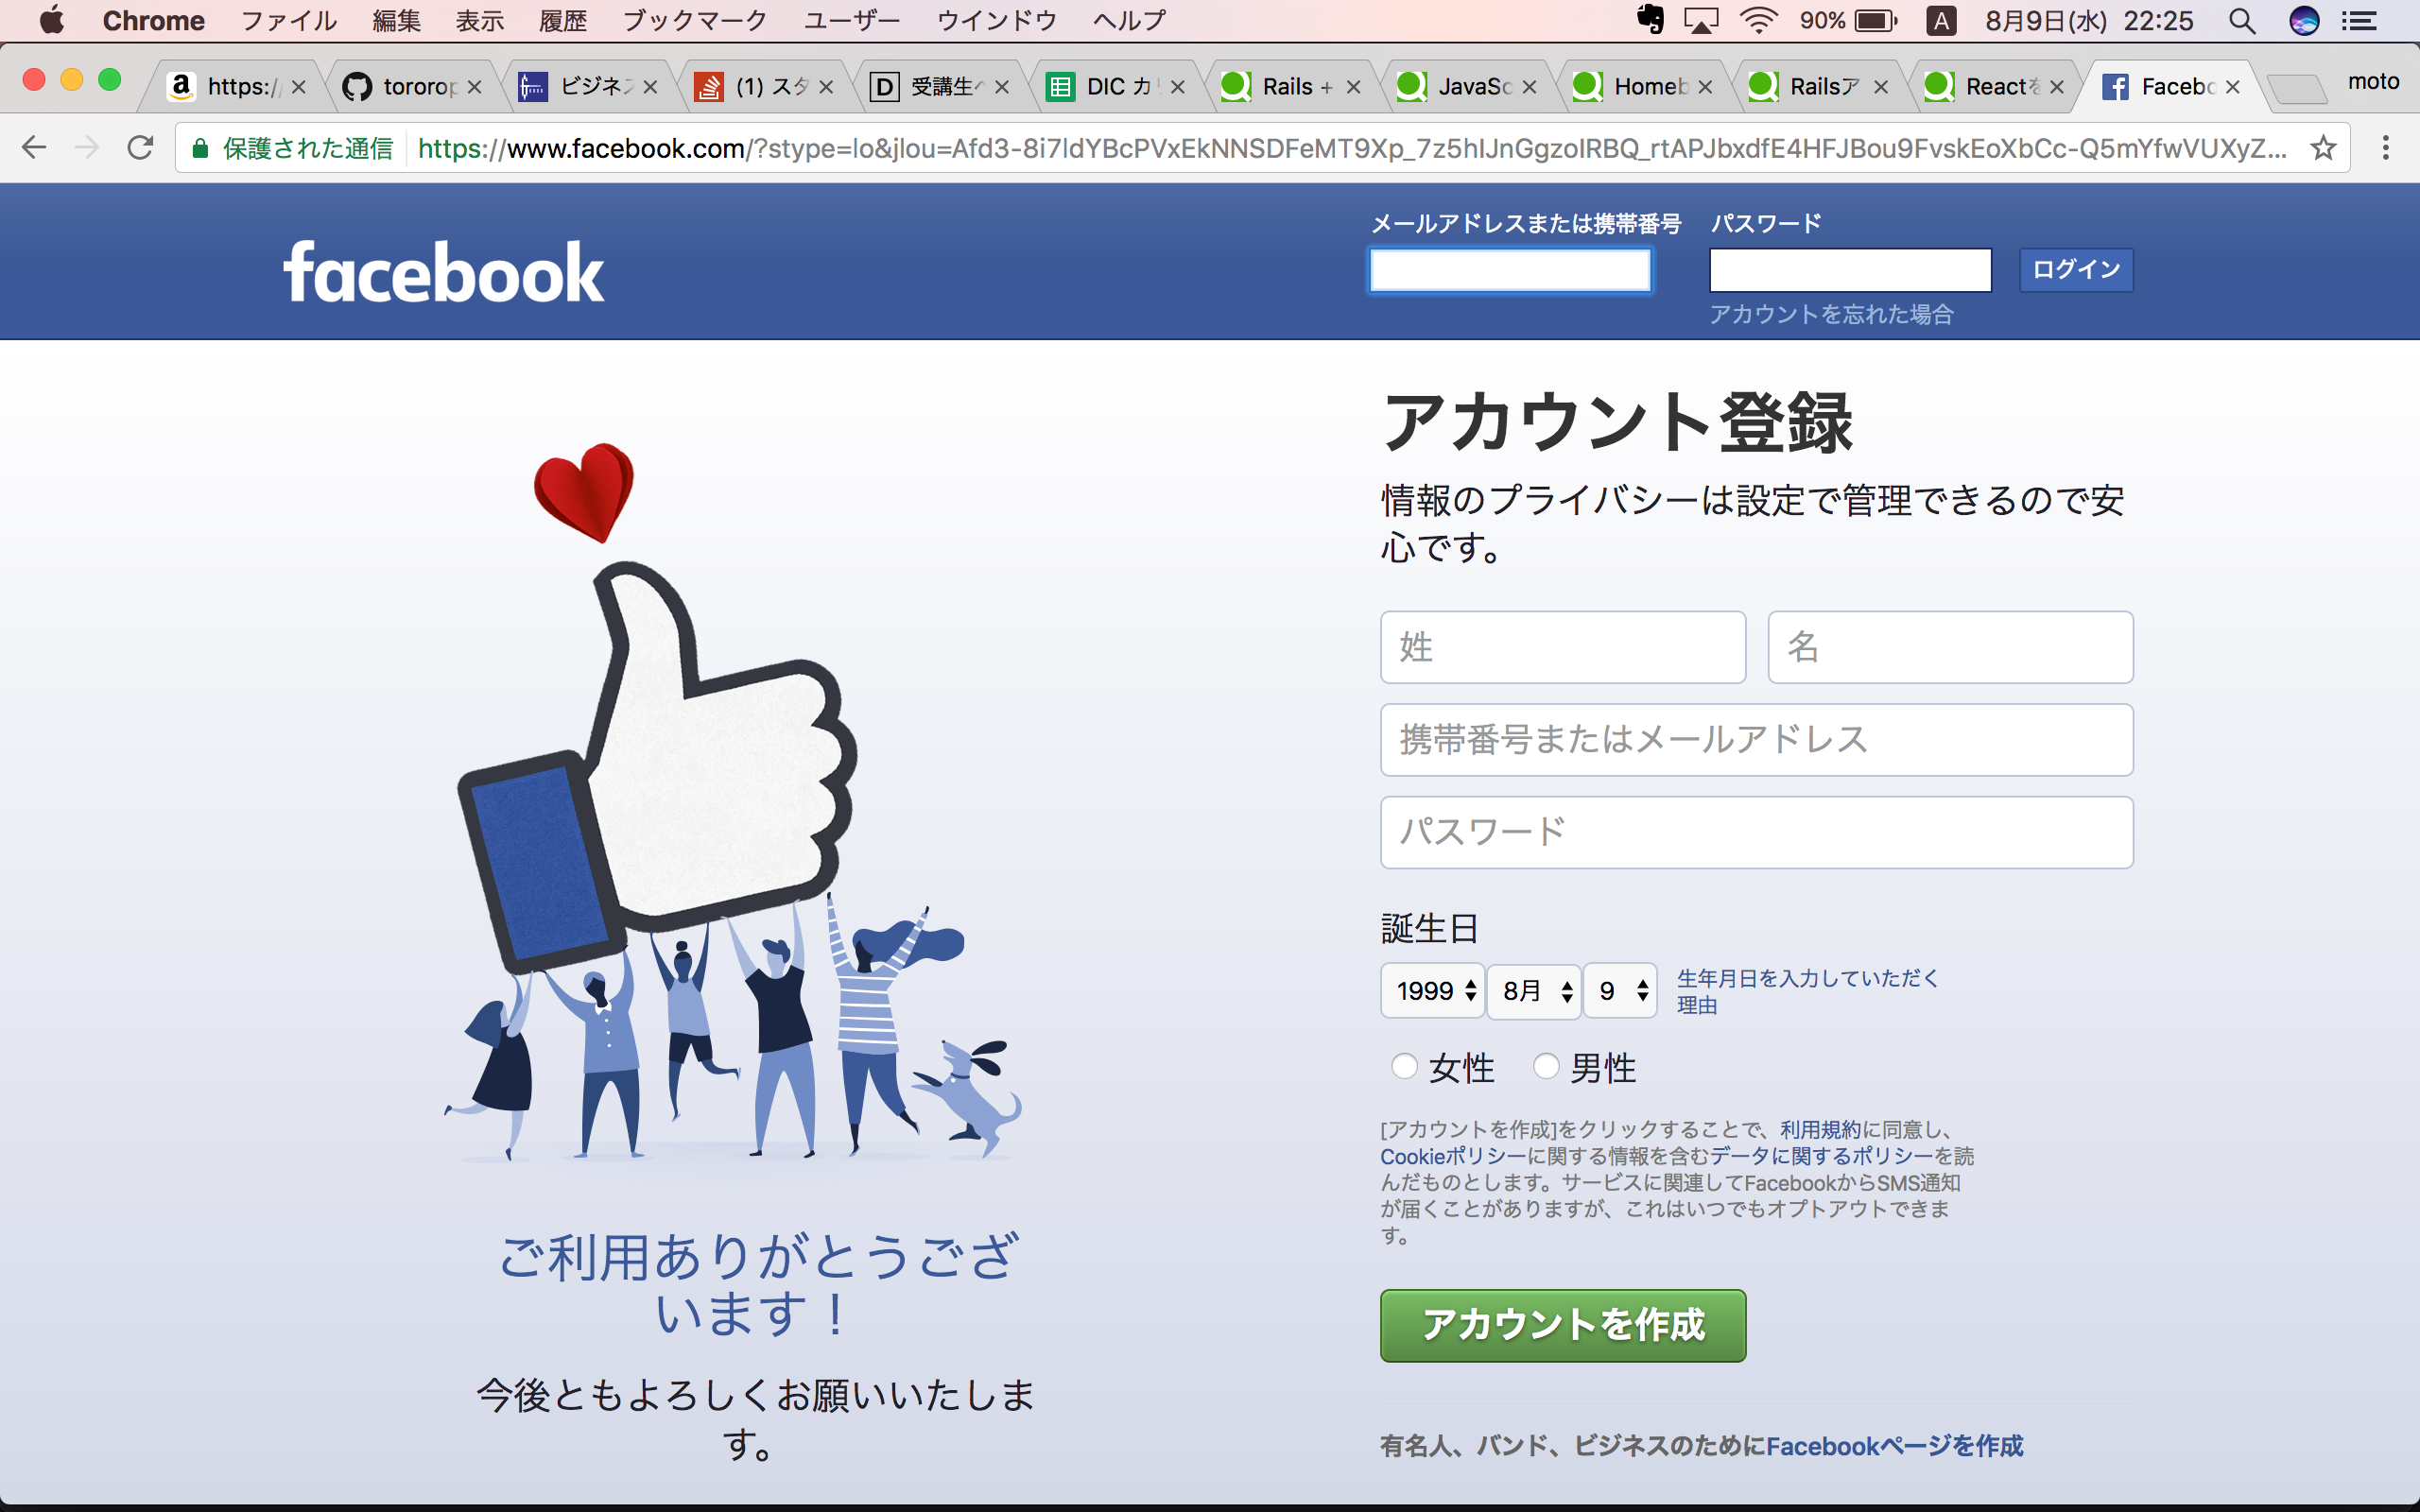 Chrome ファイル 編集 表示 履歴 ブックマーク ユーザー ウインドウ ヘルプ 90% A 8月9日(水) 22:25
https:/ tororop ビジネス (1) スタ D 受講生へ DIC カリ Rails + JavaSc Homeb Railsア Reactを Facebo moto
保護された通信 https://www.facebook.com/?stype=lo&jlou=Afd3-8i7ldYBcPVxEkNNSDFeMT9Xp_7z5hIJnGgzoIRBQ_rtAPJbxdfE4HFJBou9FvskEoXbCc-Q5mYfwVUXyZ...
facebook
メールアドレスまたは携帯番号 パスワード
ログイン
アカウントを忘れた場合
アカウント登録
情報のプライバシーは設定で管理できるので安
心です。
姓 名
携帯番号またはメールアドレス
パスワード
誕生日
1999 8月 9 生年月日を入力していただく
理由
女性 男性
[アカウントを作成]をクリックすることで、利用規約に同意し、
Cookieポリシーに関する情報を含むデータに関するポリシーを読
んだものとします。サービスに関連してFacebookからSMS通知
が届くことがありますが、これはいつでもオプトアウトできま
す。
アカウントを作成
有名人、バンド、ビジネスのためにFacebookページを作成
ご利用ありがとうござ
います！
今後ともよろしくお願いいたしま
す。